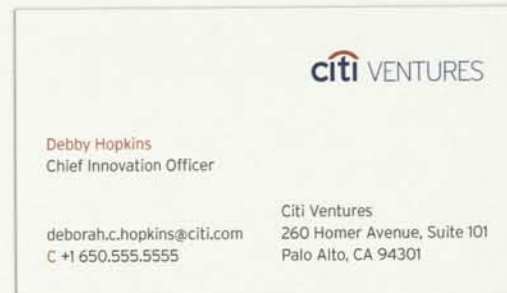 citi VENTURES
Debby Hopkins
Chief Innovation Officer
deborah.c.hopkins@citi.com
C +1 650.555.5555
Citi Ventures
260 Homer Avenue, Suite 101
Palo Alto, CA 94301